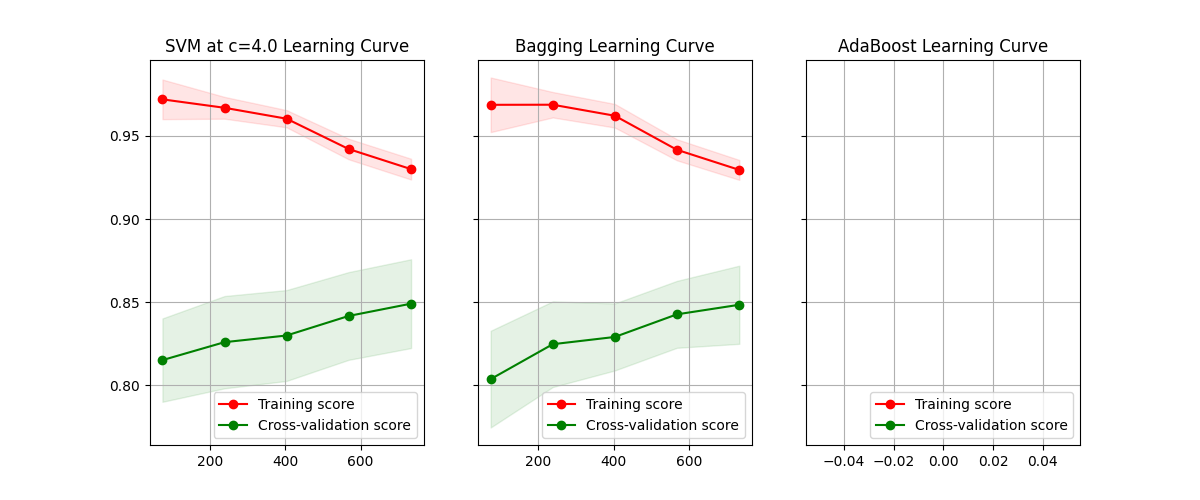 SVM at c=4.0 Learning Curve
0.95
0.90
0.85
0.80
200 400 600
Training score
Cross-validation score
Bagging Learning Curve
200 400 600
Training score
Cross-validation score
AdaBoost Learning Curve
−0.04 −0.02 0.00 0.02 0.04
Training score
Cross-validation score